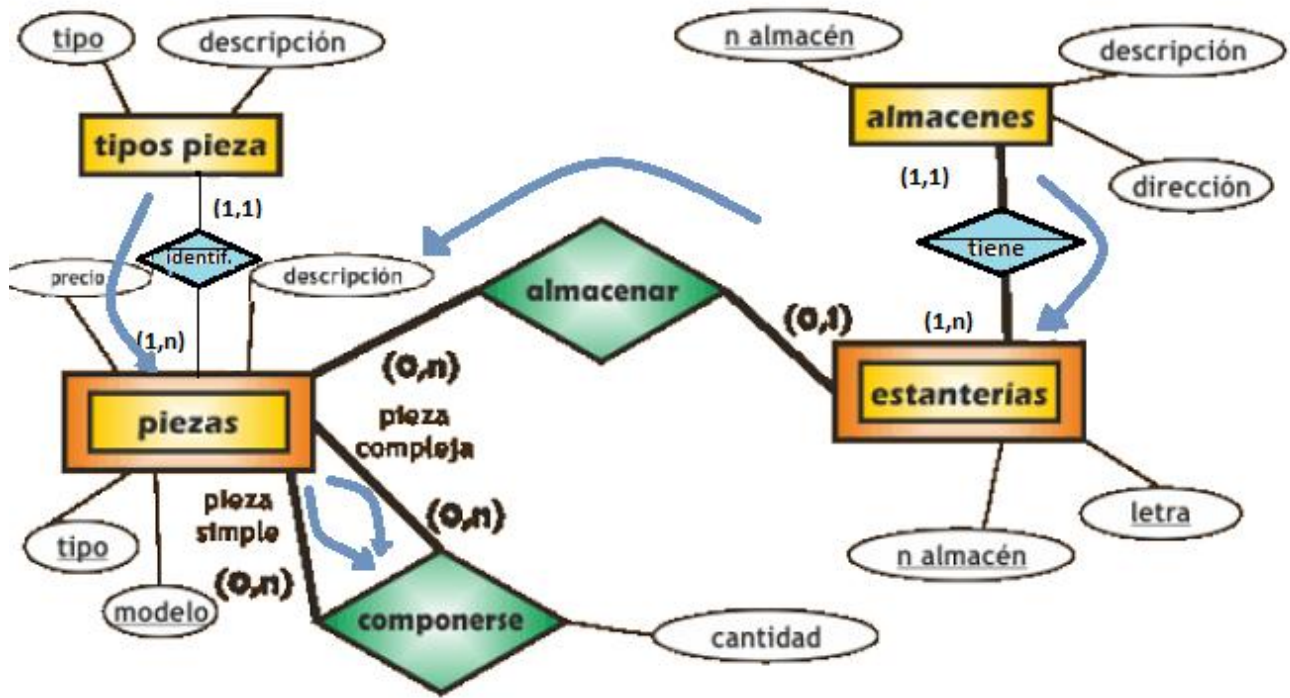 tipo
descripción
tipos pieza
(1,1)
identif.
precio
descripción
(1,n)
piezas
tipo
modelo
n almacén
descripción
almacenes
dirección
(1,1)
tiene
(1,n)
almacenar
(0,n)
(0,1)
estanterías
n almacén
letra
pieza
compleja
(0,n)
pieza
simple
(0,n)
componerse
cantidad